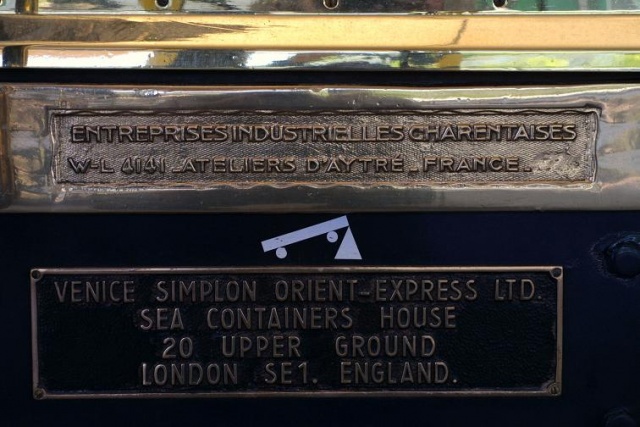 ENTREPRISES INDUSTRIELLES CHARENTAISES
W-L 4141 - ATELIERS D'AYTRÉ - FRANCE -
VENICE SIMPLON ORIENT-EXPRESS LTD.
SEA CONTAINERS HOUSE
20 UPPER GROUND
LONDON SE1. ENGLAND.